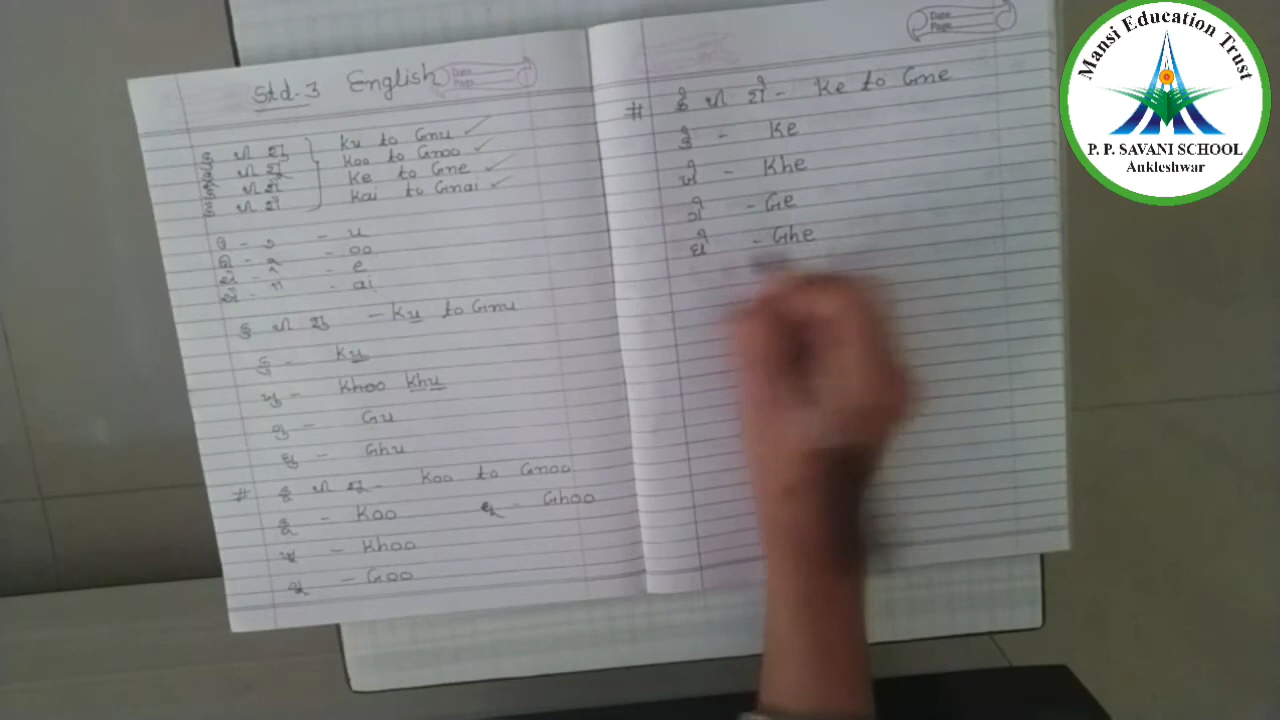 Std. 3 English
કુ થી જ્ઞુ ku to Gnu ✓
કૂ થી જ્ઞૂ Koo to Gnoo ✓
કે થી જ્ઞે Ke to Gne ✓
કૈ થી જ્ઞૈ Kai to Gnai ✓
ઉ - ુ - u
ઊ - ૂ - oo
એ - ે - e
ઐ - ૈ - ai
કુ થી જ્ઞુ - Ku to Gnu
કુ - Ku
ખુ - Khoo Khu
ગુ - Gu
ઘુ - Ghu
# કૂ થી જ્ઞૂ - Koo to Gnoo
કૂ - Koo ઘૂ - Ghoo
ખૂ - Khoo
ગૂ - Goo
Date
Page
# કે થી જ્ઞે - Ke to Gne
કે - Ke
ખે - Khe
ગે - Ge
ઘે - Ghe
Mansi Education Trust
P. P. SAVANI SCHOOL
Ankleshwar